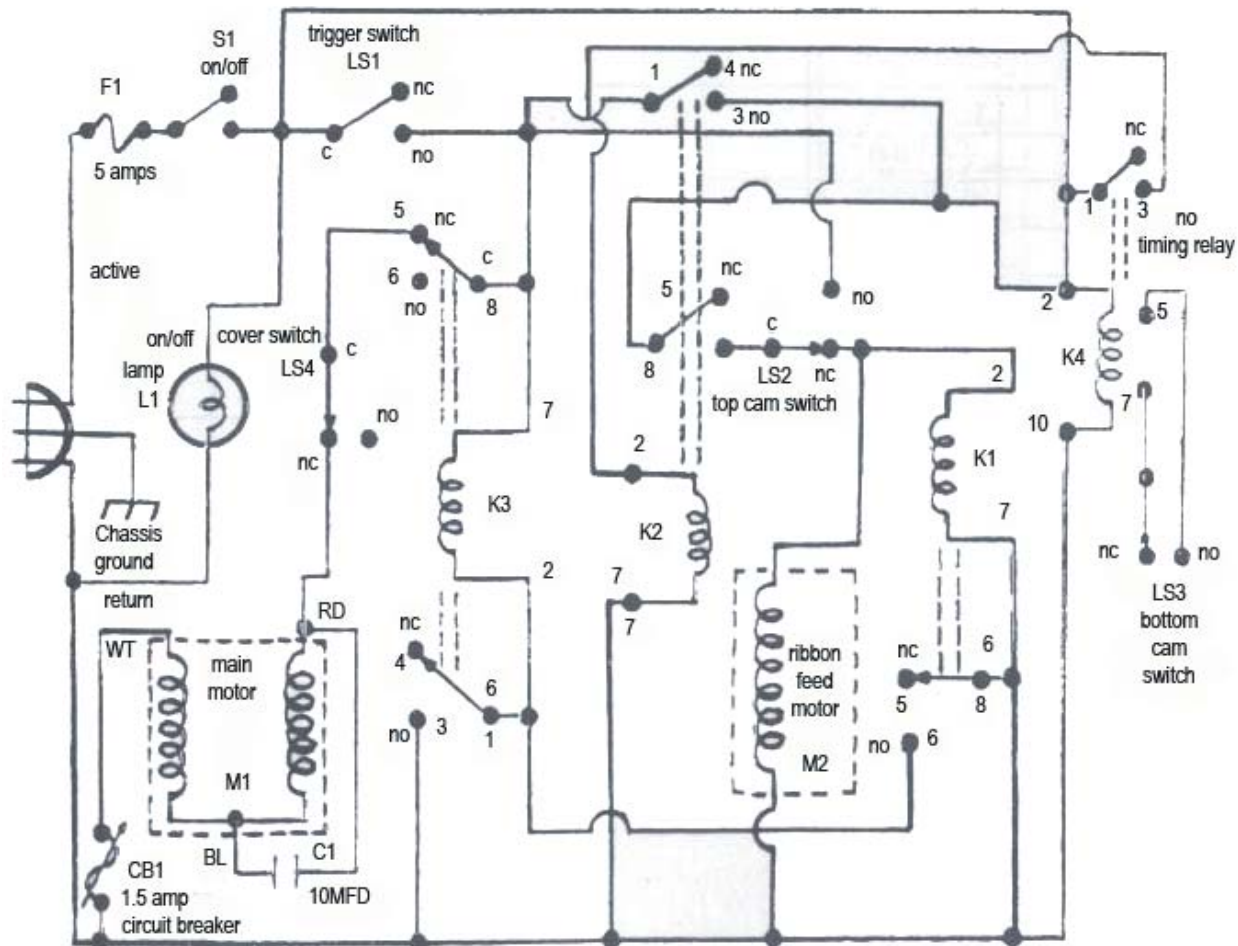 F1
5 amps
S1
on/off
trigger switch
LS1
nc
c
no
1
4 nc
3 no
nc
1
3
no
timing relay
active
5
nc
6
no
c
8
5
nc
8
no
c
LS2
nc
top cam switch
2
K4
5
7
10
on/off
lamp
L1
cover switch
LS4
c
no
nc
7
K3
2
2
K2
7
7
2
K1
7
nc
no
LS3
bottom
cam
switch
Chassis
ground
return
WT
RD
main
motor
M1
BL
C1
10MFD
CB1
1.5 amp
circuit breaker
nc
4
no
3
6
1
ribbon
feed
motor
M2
nc
5
6
8
no
6